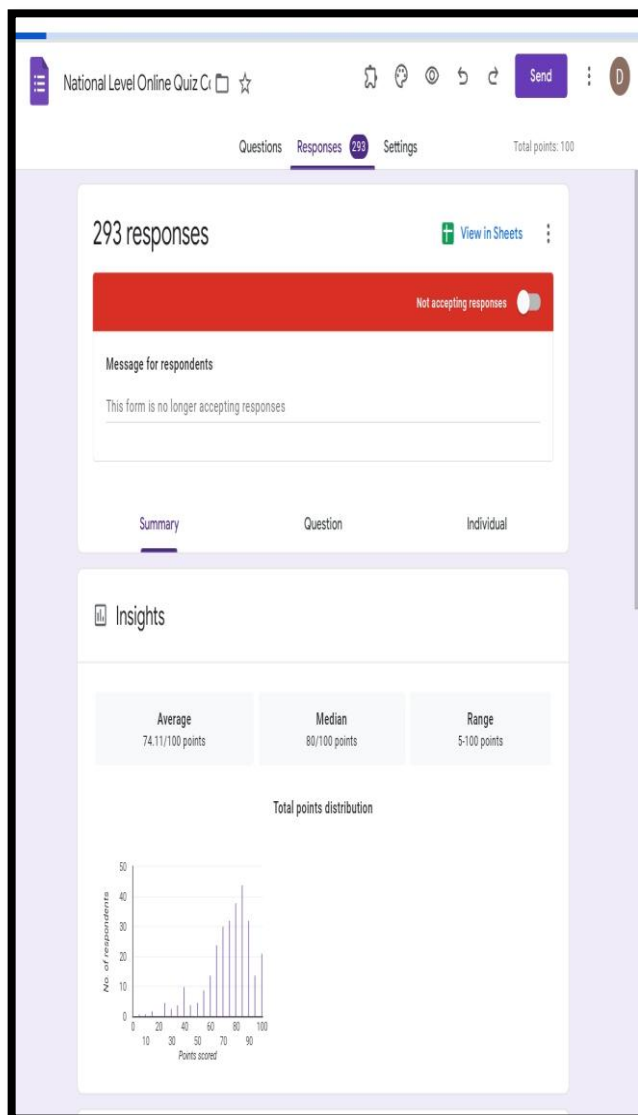 National Level Online Quiz C
Send
D
Questions Responses 293 Settings Total points: 100
293 responses
View in Sheets
Not accepting responses
Message for respondents
This form is no longer accepting responses
Summary Question Individual
Insights
Average Median Range
74.11/100 points 80/100 points 5-100 points
Total points distribution
50
40
30
20
10
0
No. of respondents
0 20 40 60 80 100
10 30 50 70 90
Points scored